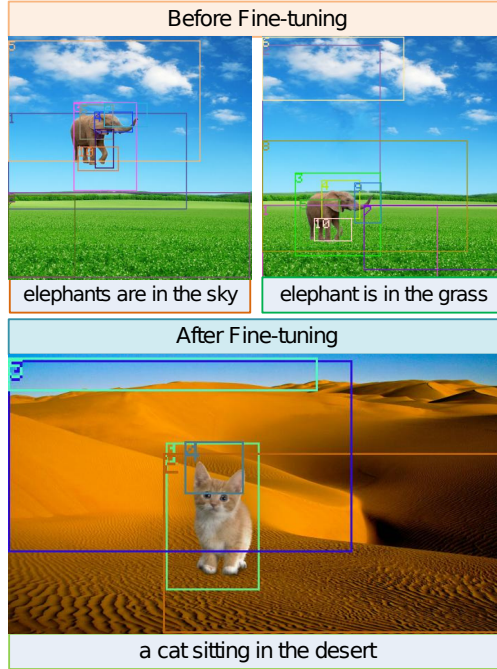 Before Fine-tuning
elephants are in the sky
elephant is in the grass
10
After Fine-tuning
a cat sitting in the desert